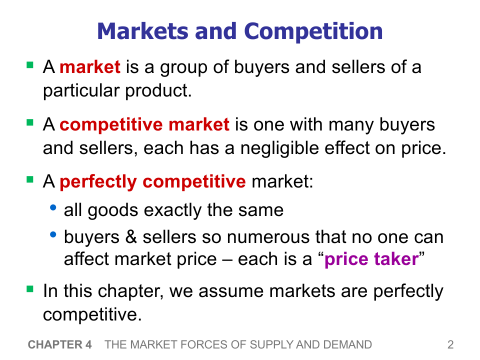 Markets and Competition
▪ A market is a group of buyers and sellers of a
particular product.
▪ A competitive market is one with many buyers
and sellers, each has a negligible effect on price.
▪ A perfectly competitive market:
• all goods exactly the same
• buyers & sellers so numerous that no one can
affect market price – each is a “price taker”
▪ In this chapter, we assume markets are perfectly
competitive.
CHAPTER 4 THE MARKET FORCES OF SUPPLY AND DEMAND 2